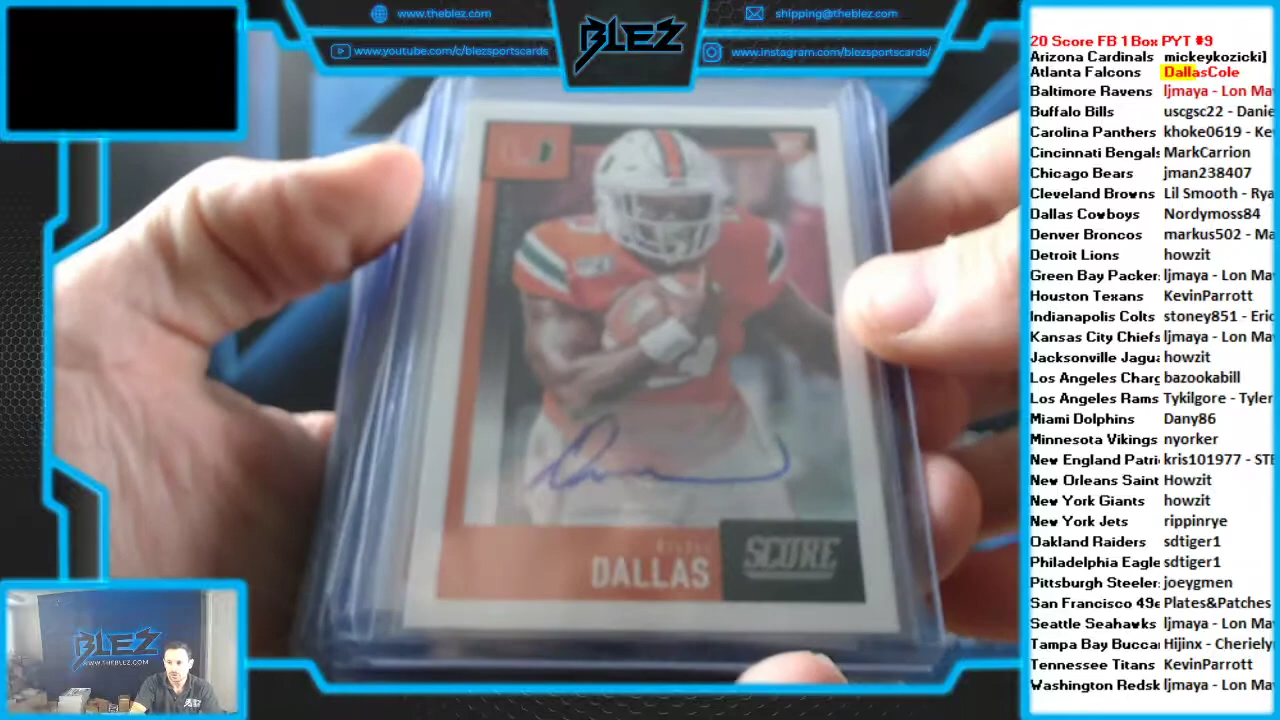 www.theblez.com
shipping@theblez.com
www.youtube.com/c/blezsportscards
www.instagram.com/blezsportscards/
BLEZ
20 Score FB 1 Box PYT #9
Arizona Cardinals mickeykozicki]
Atlanta Falcons DallasCole
Baltimore Ravens ljmaya - Lon Ma
Buffalo Bills uscgsc22 - Danie
Carolina Panthers khoke0619 - Ke
Cincinnati Bengals MarkCarrion
Chicago Bears jman238407
Cleveland Browns Lil Smooth - Rya
Dallas Cowboys Nordymoss84
Denver Broncos markus502 - Ma
Detroit Lions howzit
Green Bay Packer ljmaya - Lon Ma
Houston Texans KevinParrott
Indianapolis Colts stoney851 - Eric
Kansas City Chiefs ljmaya - Lon Ma
Jacksonville Jagua howzit
Los Angeles Charg bazookabill
Los Angeles Rams Tykilgore - Tyler
Miami Dolphins Dany86
Minnesota Vikings nyorker
New England Patri kris101977 - STE
New Orleans Saint Howzit
New York Giants howzit
New York Jets rippinrye
Oakland Raiders sdtiger1
Philadelphia Eagle sdtiger1
Pittsburgh Steeler joeygmen
San Francisco 49e Plates&Patches
Seattle Seahawks ljmaya - Lon Ma
Tampa Bay Bucca Hijinx - Cheriely
Tennessee Titans KevinParrott
Washington Redsk ljmaya - Lon Ma
DALLAS
SCORE
BLEZ
WWW.THEBLEZ.COM